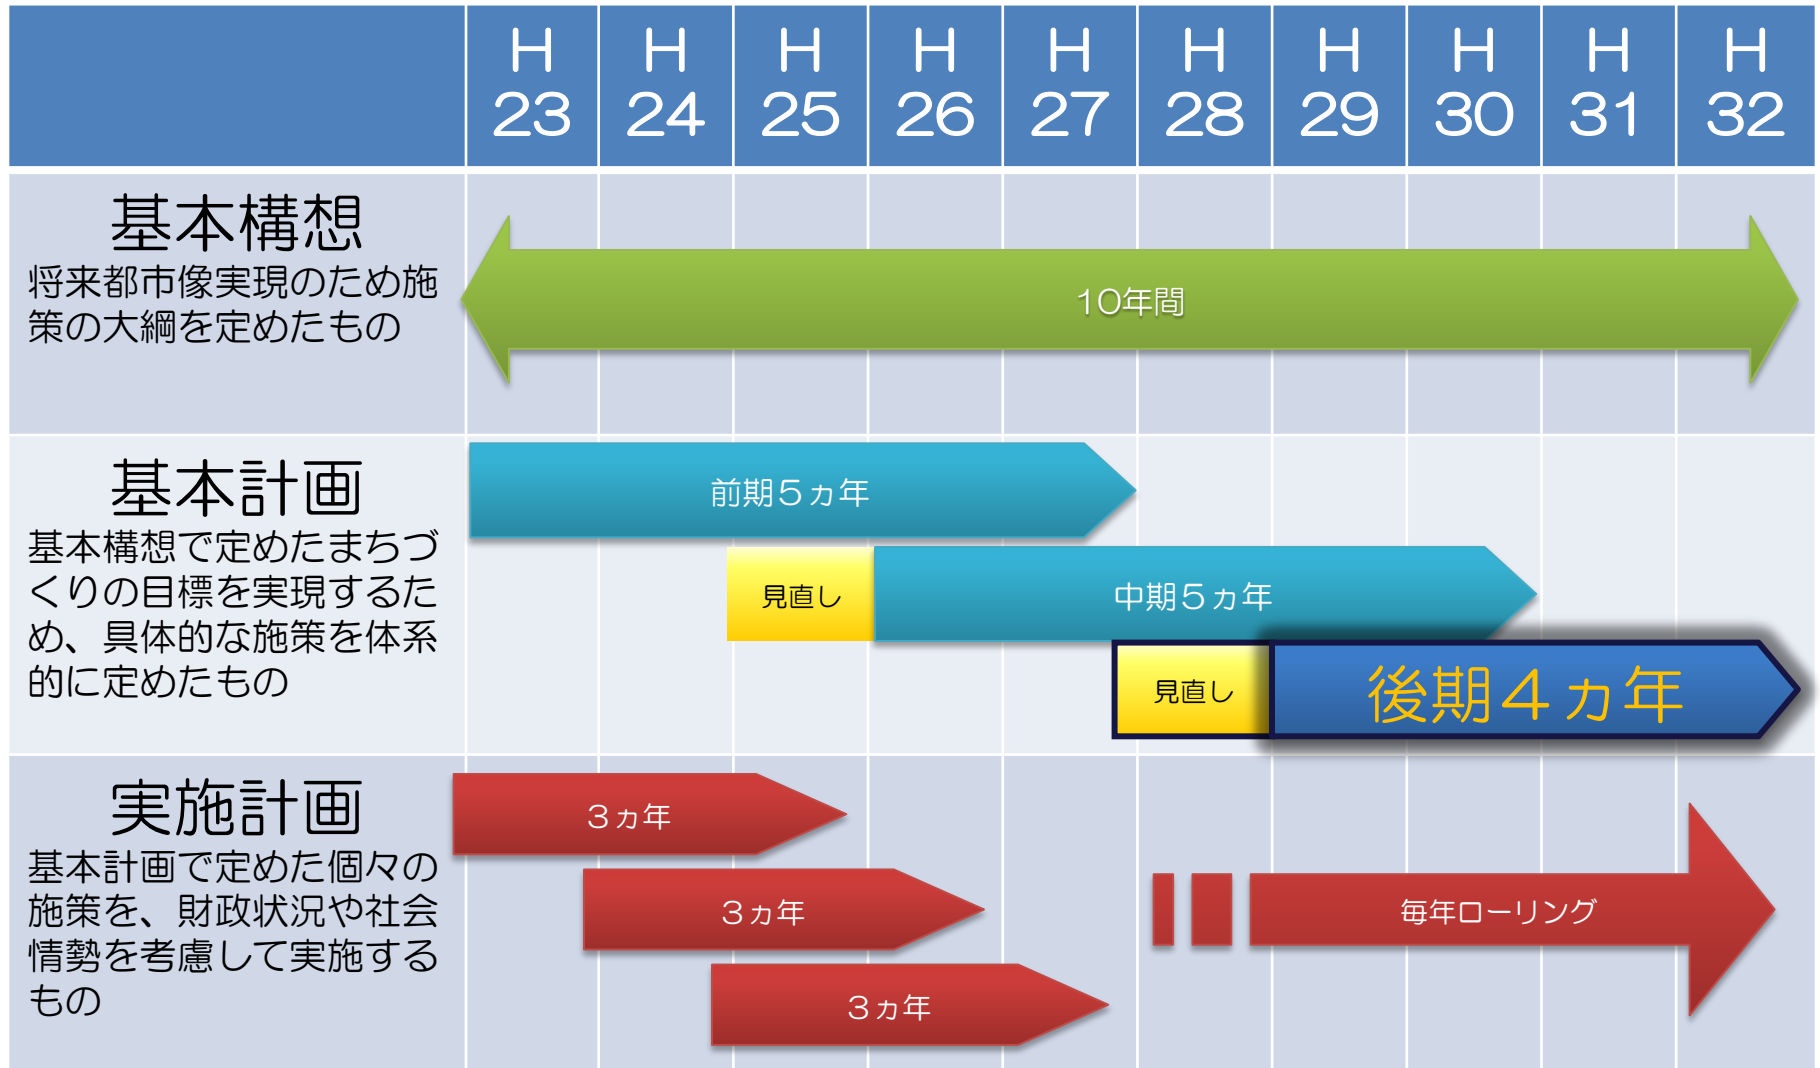 H 23 H 24 H 25 H 26 H 27 H 28 H 29 H 30 H 31 H 32
基本構想
将来都市像実現のため施
策の大綱を定めたもの
10年間
基本計画
基本構想で定めたまちづ
くりの目標を実現するた
め、具体的な施策を体系
的に定めたもの
前期５ヵ年
見直し
中期５ヵ年
見直し
後期４ヵ年
実施計画
基本計画で定めた個々の
施策を、財政状況や社会
情勢を考慮して実施する
もの
３ヵ年
３ヵ年
３ヵ年
毎年ローリング